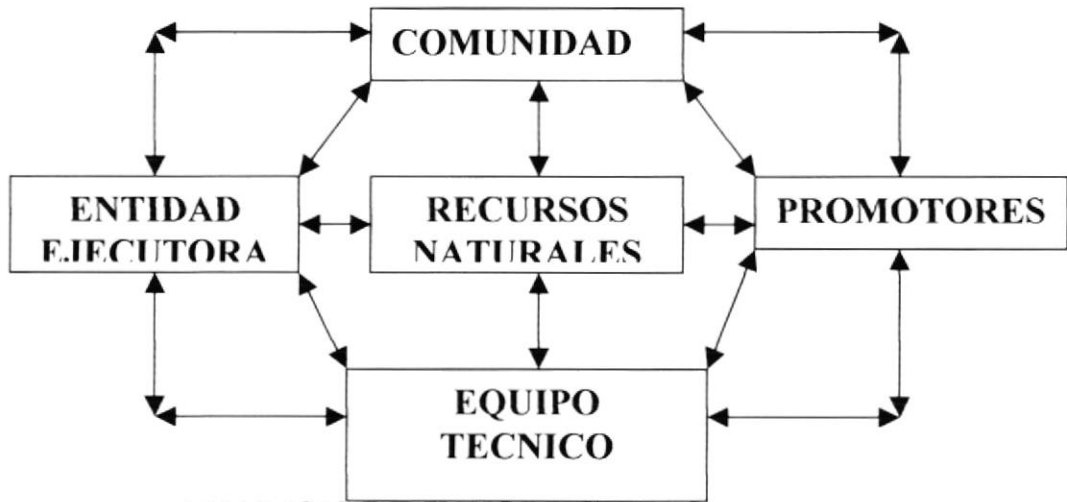 COMUNIDAD
ENTIDAD
EJECUTORA
RECURSOS
NATURALES
PROMOTORES
EQUIPO
TECNICO